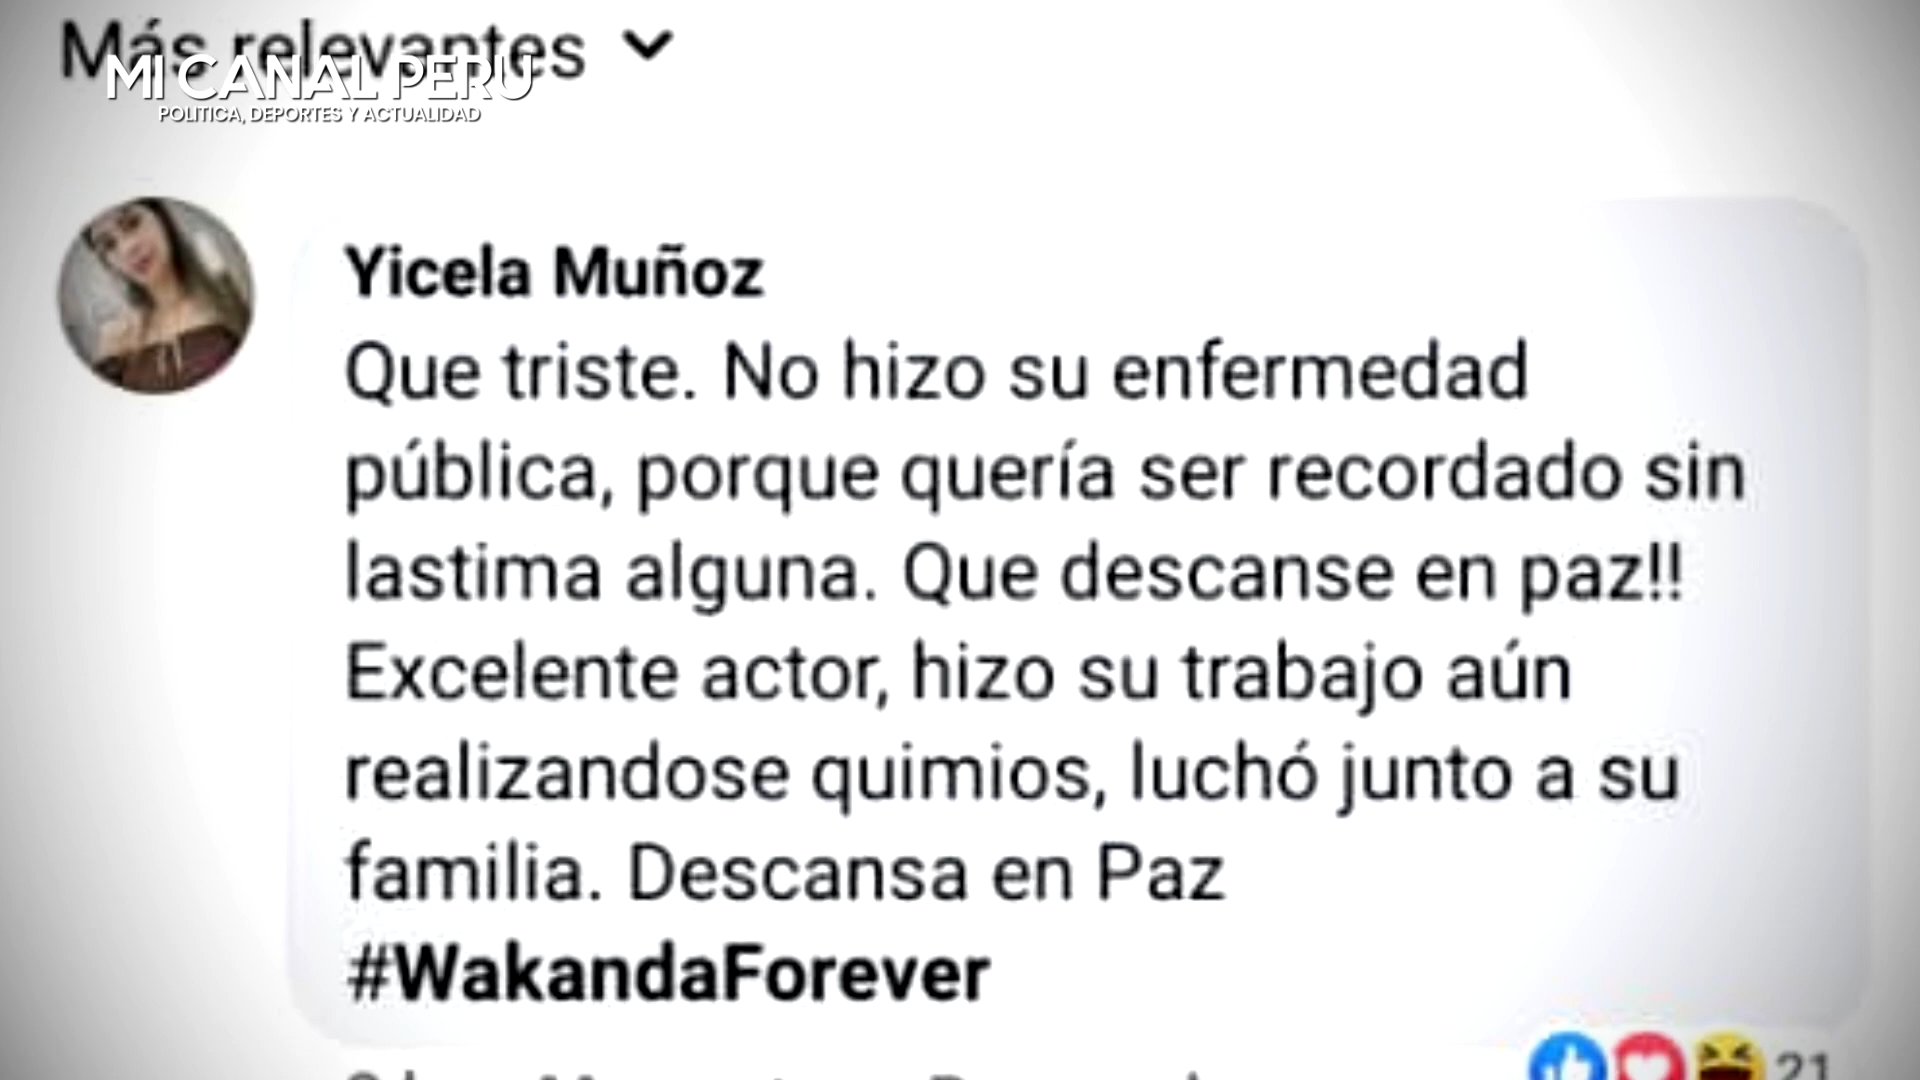 Más relevantes
MI CANAL PERU
POLITICA, DEPORTES Y ACTUALIDAD
Yicela Muñoz
Que triste. No hizo su enfermedad
pública, porque quería ser recordado sin
lastima alguna. Que descanse en paz!!
Excelente actor, hizo su trabajo aún
realizandose quimios, luchó junto a su
familia. Descansa en Paz
#WakandaForever
21